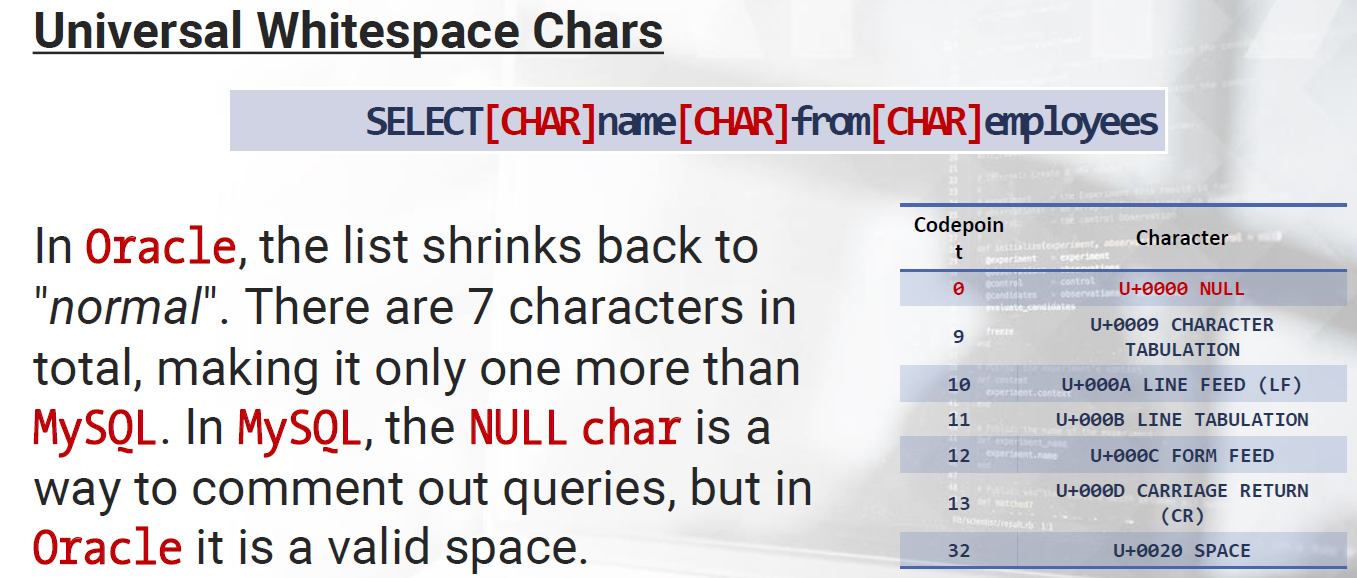 Universal Whitespace Chars
SELECT[CHAR]name[CHAR]from[CHAR]employees
In Oracle, the list shrinks back to
"normal". There are 7 characters in
total, making it only one more than
MySQL. In MySQL, the NULL char is a
way to comment out queries, but in
Oracle it is a valid space.
Codepoin
t
Character
0 U+0000 NULL
9 U+0009 CHARACTER
TABULATION
10 U+000A LINE FEED (LF)
11 U+000B LINE TABULATION
12 U+000C FORM FEED
13 U+000D CARRIAGE RETURN
(CR)
32 U+0020 SPACE